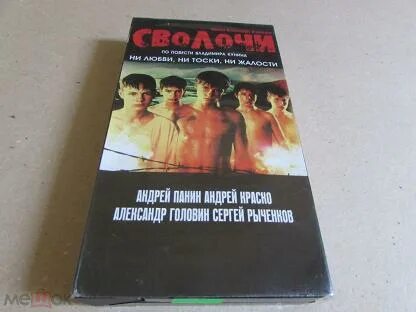 СВОЛОЧИ
ПО ПОВЕСТИ ВЛАДИМИРА КУНИНА
НИ ЛЮБВИ, НИ ТОСКИ, НИ ЖАЛОСТИ
АНДРЕЙ ПАНИН АНДРЕЙ КРАСКО
АЛЕКСАНДР ГОЛОВИН СЕРГЕЙ РЫЧЕНКОВ
мешок